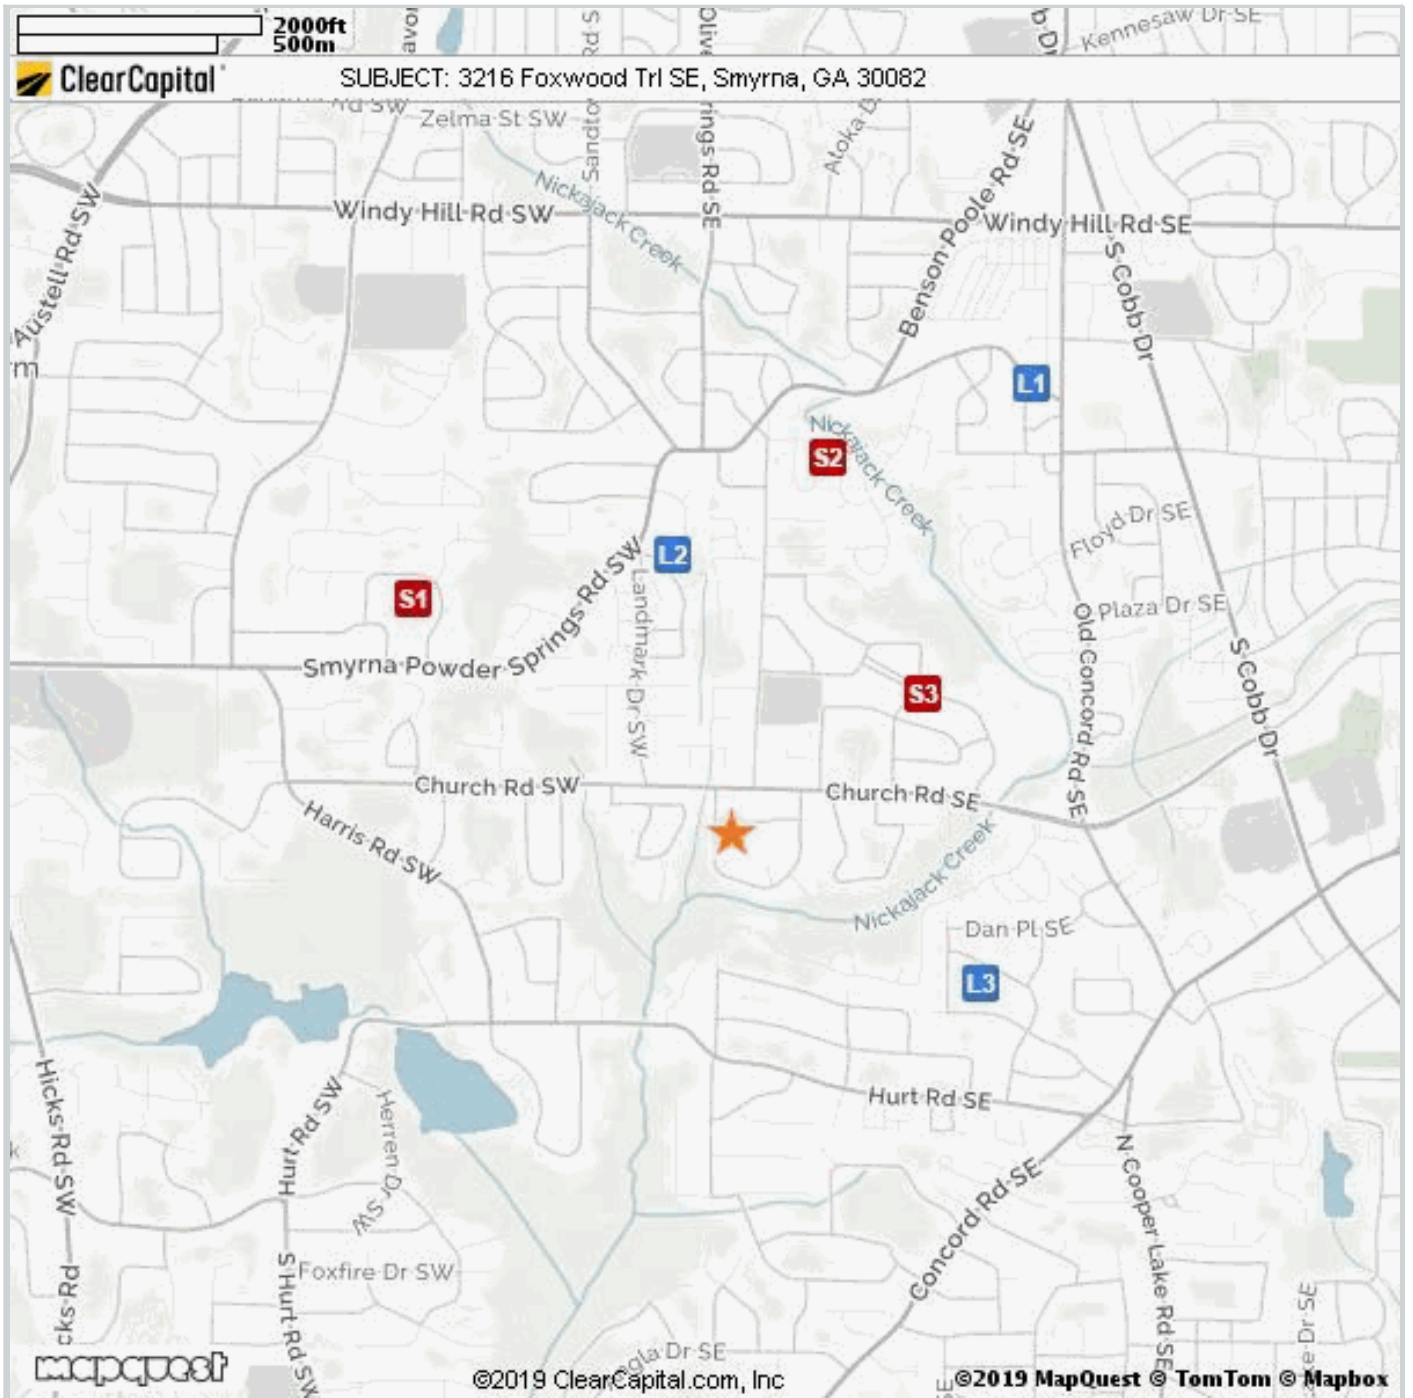 2000ft
500m
Kennesaw Dr SE
ClearCapital
SUBJECT: 3216 Foxwood Trl SE, Smyrna, GA 30082
Zelma St SW
Atoka
Nickajack Creek
Windy Hill Rd SW
Windy Hill Rd SE
Austell Rd SW
Benson Poole Rd SE
S Cobb Dr
L1
Nickajack Creek
S2
Floyd Dr SE
L2
S1
Landmark Dr SW
Plaza Dr SE
Old Concord Rd SE
Smyrna Powder Springs Rd SW
S3
S Cobb Dr
Church Rd SW
Church Rd SE
Harris Rd SW
Nickajack Creek
Dan Pl SE
L3
Hicks Rd SW
Hurt Rd SW
Herren Dr SW
Hurt Rd SE
N Cooper Lake Rd SE
Concord Rd SE
Foxfire Dr SW
S Hurt Rd SW
mapquest
©2019 ClearCapital.com, Inc
©2019 MapQuest © TomTom © Mapbox